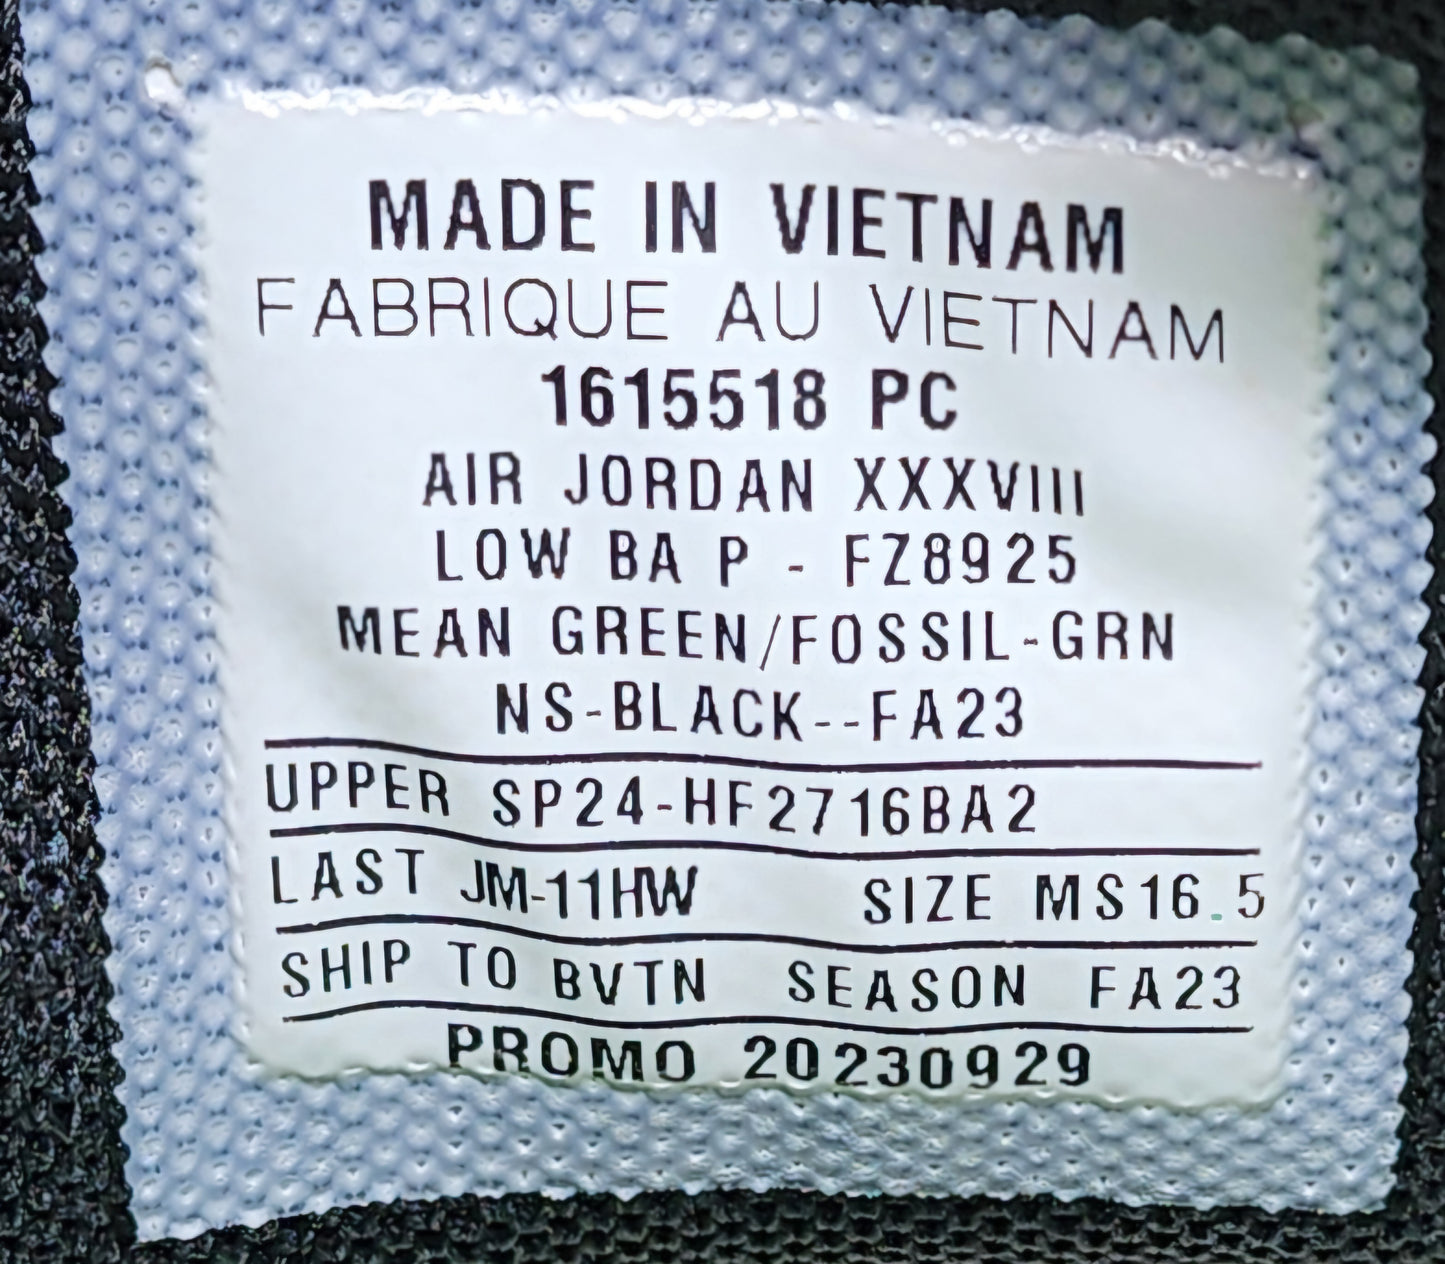 MADE IN VIETNAM
FABRIQUE AU VIETNAM
1615518 PC
AIR JORDAN XXXVIII
LOW BA P - FZ8925
MEAN GREEN/FOSSIL-GRN
NS-BLACK--FA23
UPPER SP24-HF2716BA2
LAST JM-11HW SIZE MS16.5
SHIP TO BVTN SEASON FA23
PROMO 20230929